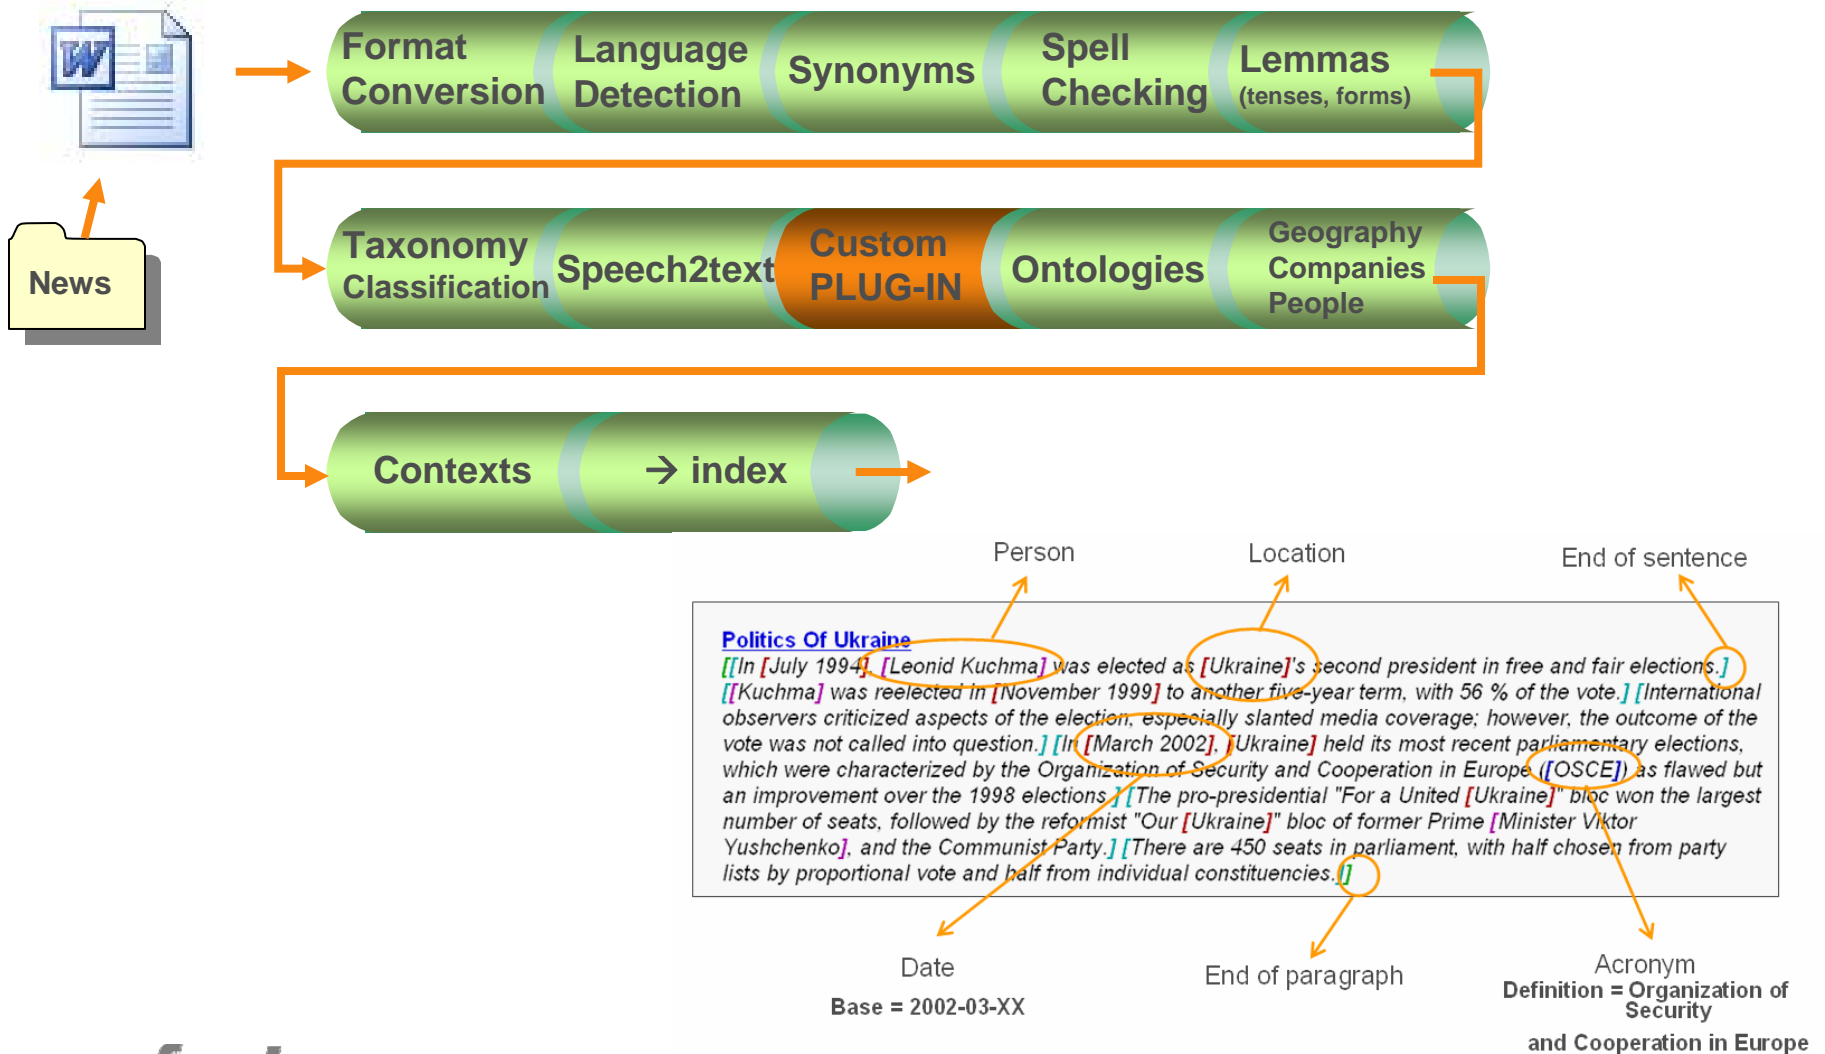 W
Format
Conversion
Language
Detection
Synonyms
Spell
Checking
Lemmas
(tenses, forms)
News
Taxonomy
Classification
Speech2text
Custom
PLUG-IN
Ontologies
Geography
Companies
People
Contexts
→ index
Person
Location
End of sentence
Politics Of Ukraine
[[In [July 1994], [Leonid Kuchma] was elected as [Ukraine]'s second president in free and fair elections.]
[[Kuchma] was reelected in [November 1999] to another five-year term, with 56 % of the vote.] [International
observers criticized aspects of the election, especially slanted media coverage; however, the outcome of the
vote was not called into question.] [In [March 2002], [Ukraine] held its most recent parliamentary elections,
which were characterized by the Organization of Security and Cooperation in Europe ([OSCE]) as flawed but
an improvement over the 1998 elections.] [The pro-presidential "For a United [Ukraine]" bloc won the largest
number of seats, followed by the reformist "Our [Ukraine]" bloc of former Prime [Minister Viktor
Yushchenko], and the Communist Party.] [There are 450 seats in parliament, with half chosen from party
lists by proportional vote and half from individual constituencies.]]
Date
Base = 2002-03-XX
End of paragraph
Acronym
Definition = Organization of
Security
and Cooperation in Europe